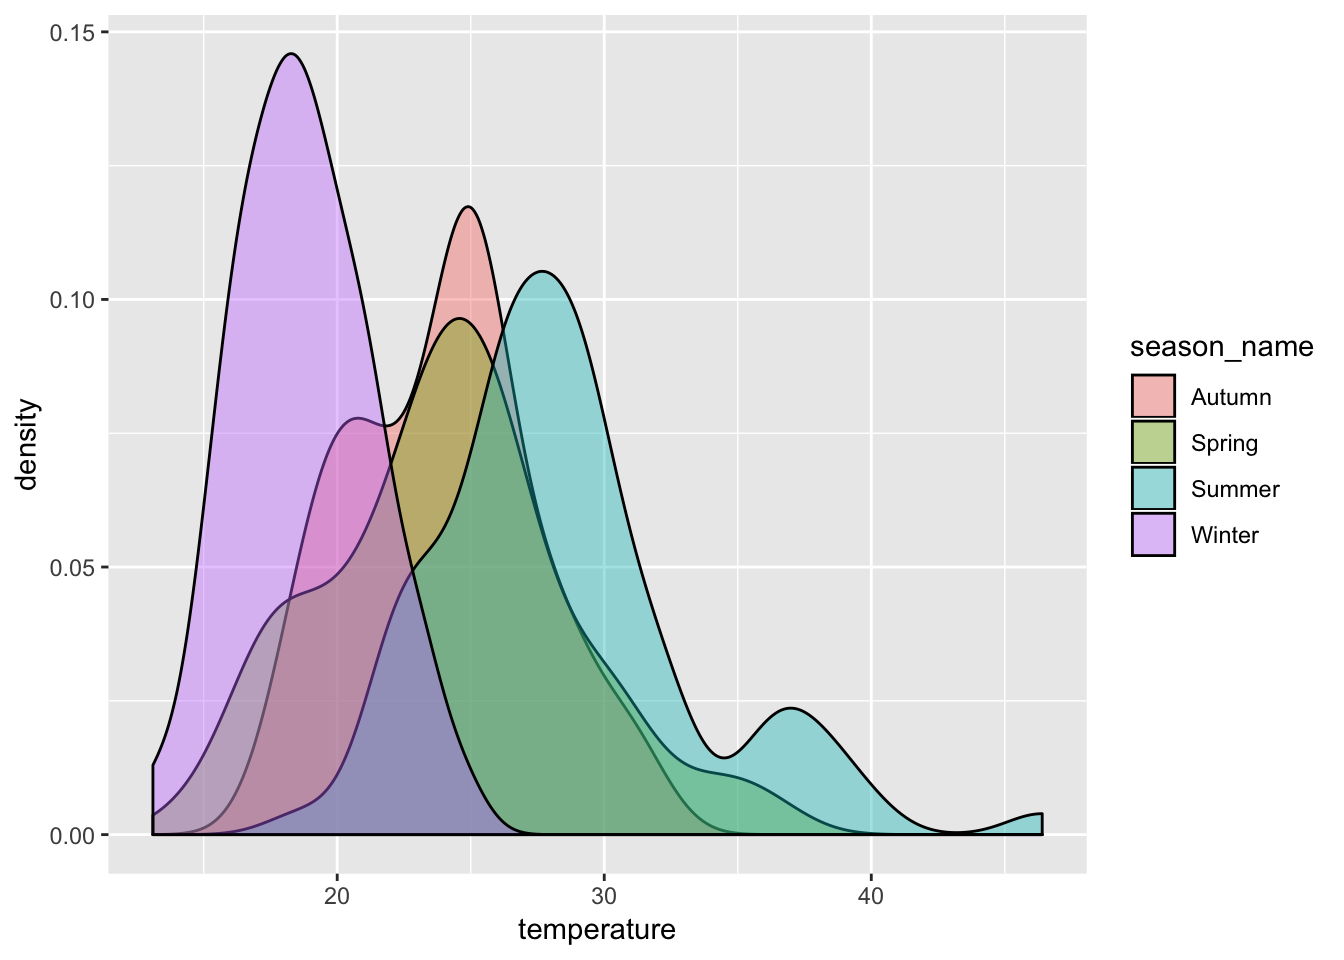 0.15
0.10
0.05
0.00
density
20 30 40
temperature
season_name
Autumn
Spring
Summer
Winter